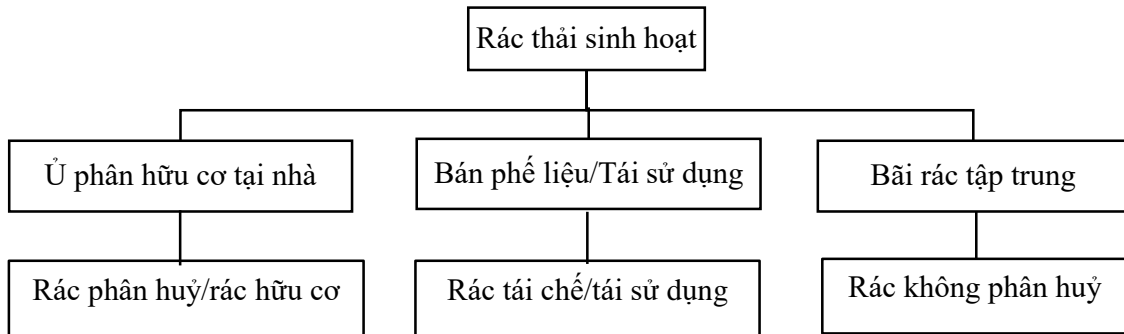 Rác thải sinh hoạt
Ủ phân hữu cơ tại nhà
Bán phế liệu/Tái sử dụng
Bãi rác tập trung
Rác phân huỷ/rác hữu cơ
Rác tái chế/tái sử dụng
Rác không phân huỷ